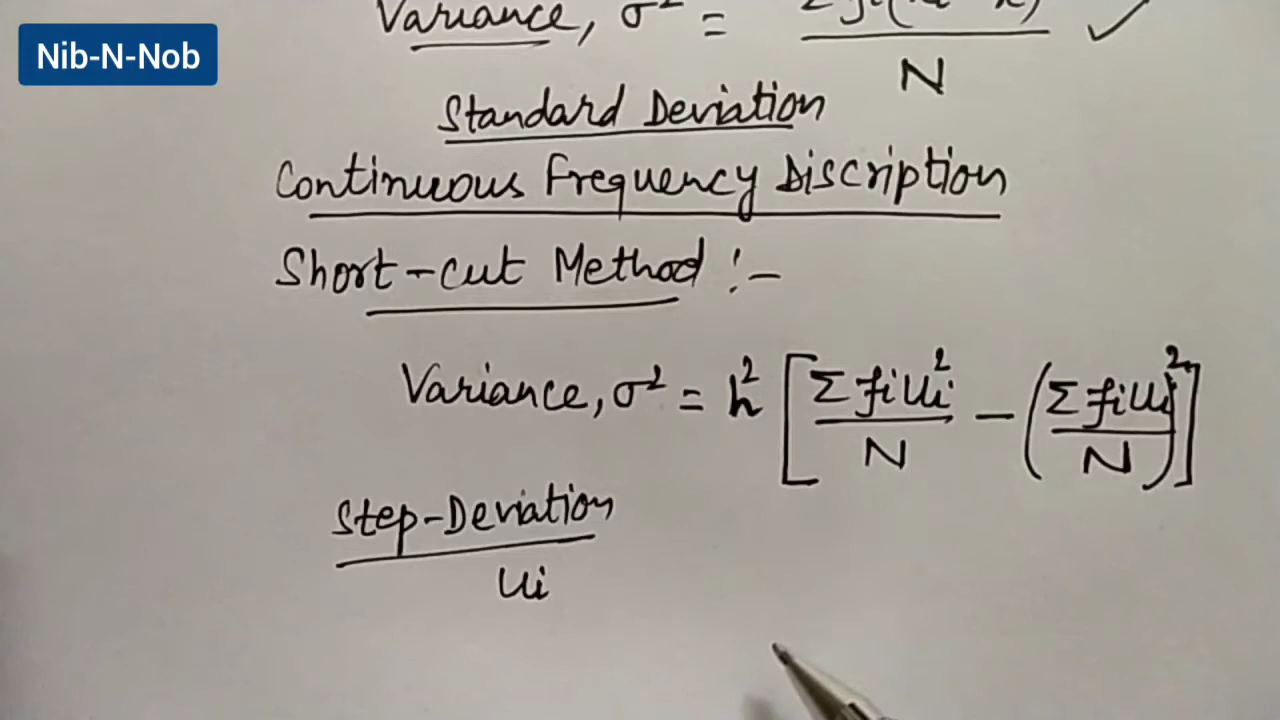 Nib-N-Nob
Variance, σ² =
N
Standard Deviation
Continuous Frequency Discription
Short-cut Method :-
Variance, σ² = h² [Σfiui²/N - (Σfiui/N)²]
Step-Deviation
ui